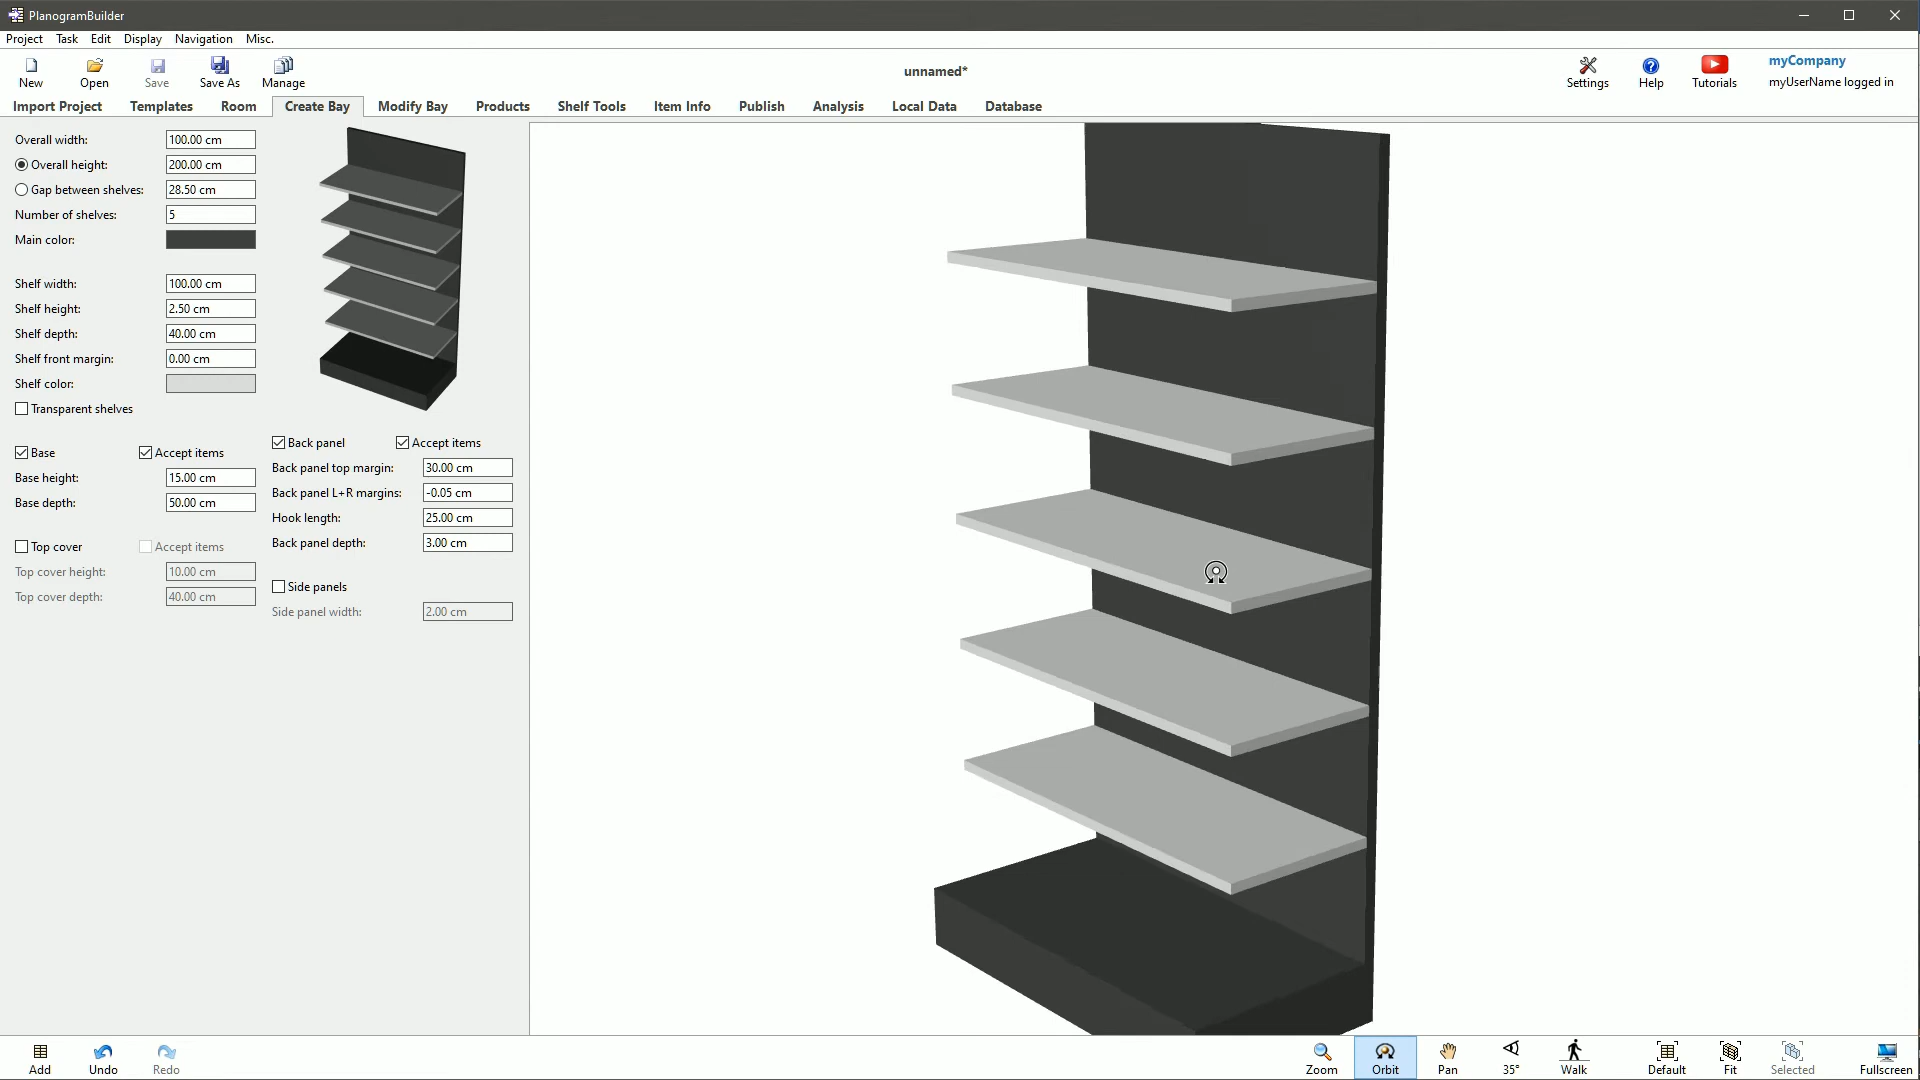 PlanogramBuilder
Project Task Edit Display Navigation Misc.
New Open Save Save As Manage
unnamed*
Settings Help Tutorials
myCompany
myUserName logged in
Import Project Templates Room Create Bay Modify Bay Products Shelf Tools Item Info Publish Analysis Local Data Database
Overall width: 100.00 cm
Overall height: 200.00 cm
Gap between shelves: 28.50 cm
Number of shelves: 5
Main color:
Shelf width: 100.00 cm
Shelf height: 2.50 cm
Shelf depth: 40.00 cm
Shelf front margin: 0.00 cm
Shelf color:
Transparent shelves
Base Accept items
Base height: 15.00 cm
Base depth: 50.00 cm
Top cover Accept items
Top cover height: 10.00 cm
Top cover depth: 40.00 cm
Back panel Accept items
Back panel top margin: 30.00 cm
Back panel L+R margins: -0.05 cm
Hook length: 25.00 cm
Back panel depth: 3.00 cm
Side panels
Side panel width: 2.00 cm
Add Undo Redo
Zoom Orbit Pan 35° Walk Default Fit Selected Fullscreen